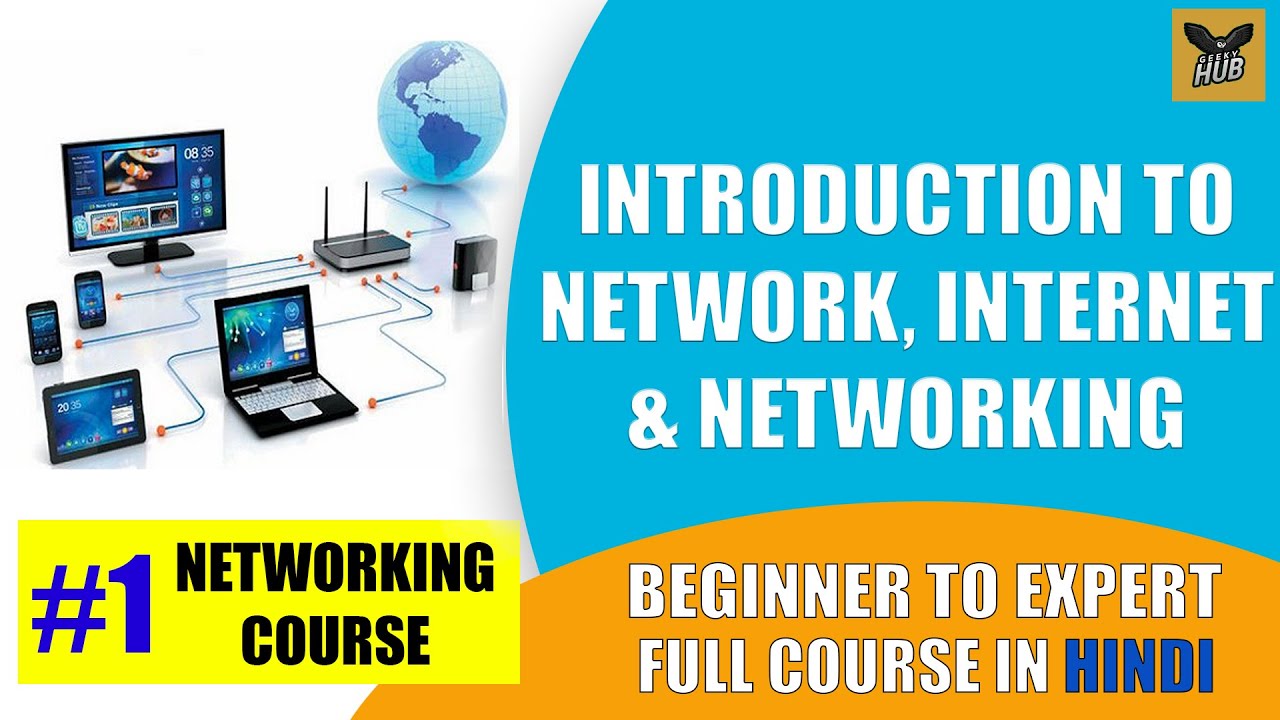 GEEKY
HUB
INTRODUCTION TO
NETWORK, INTERNET
& NETWORKING
08 35
20 35
#1 NETWORKING
COURSE
BEGINNER TO EXPERT
FULL COURSE IN HINDI